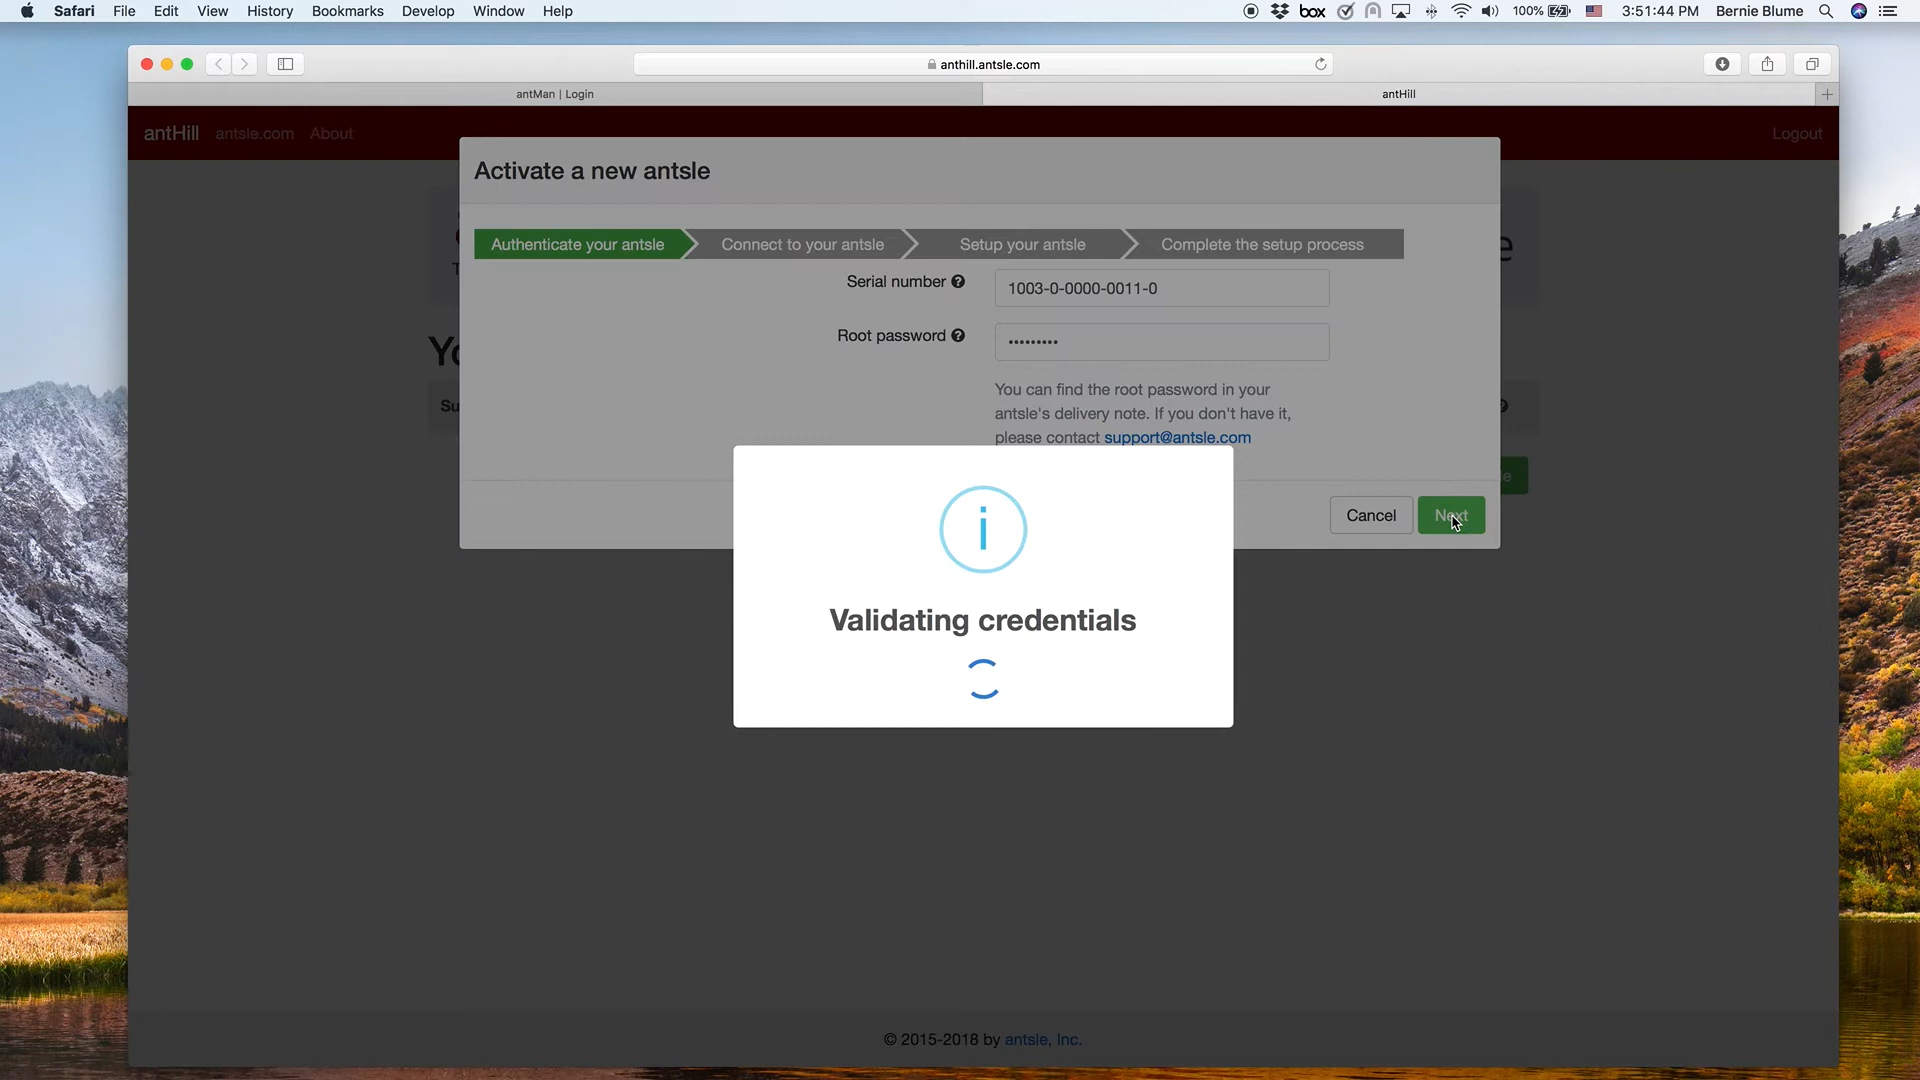 Safari File Edit View History Bookmarks Develop Window Help box 100% 3:51:44 PM Bernie Blume
anthill.antsle.com
antMan | Login antHill
antHill antsle.com About Logout
Activate a new antsle
Authenticate your antsle Connect to your antsle Setup your antsle Complete the setup process
Serial number 1003-0-0000-0011-0
Root password •••••••••
You can find the root password in your
antsle's delivery note. If you don't have it,
please contact support@antsle.com
Cancel Next
Validating credentials
© 2015-2018 by antsle, Inc.